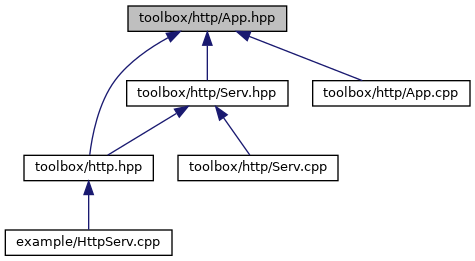 toolbox/http/App.hpp
toolbox/http/Serv.hpp
toolbox/http/App.cpp
toolbox/http.hpp
toolbox/http/Serv.cpp
example/HttpServ.cpp